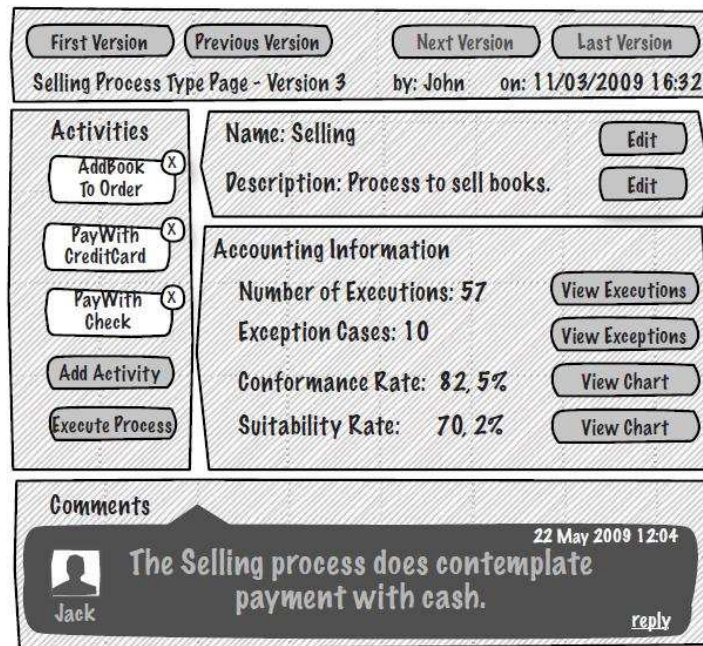 First Version Previous Version Next Version Last Version
Selling Process Type Page - Version 3 by: John on: 11/03/2009 16:32
Activities
AddBook
To Order
X
PayWith
CreditCard
X
PayWith
Check
X
Add Activity
Execute Process
Name: Selling Edit
Description: Process to sell books. Edit
Accounting Information
Number of Executions: 57 View Executions
Exception Cases: 10 View Exceptions
Conformance Rate: 82,5% View Chart
Suitability Rate: 70,2% View Chart
Comments
22 May 2009 12:04
The Selling process does contemplate
payment with cash.
Jack
reply